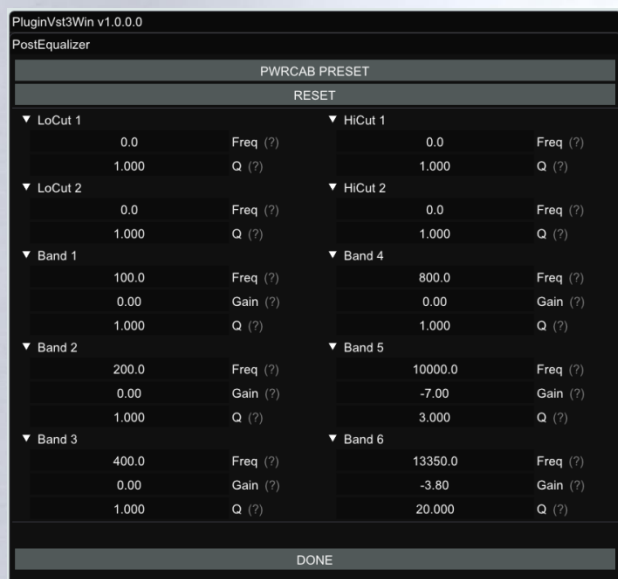 PluginVst3Win v1.0.0.0
PostEqualizer
PWRCAB PRESET
RESET
LoCut 1 HiCut 1
0.0 Freq (?) 0.0 Freq (?)
1.000 Q (?) 1.000 Q (?)
LoCut 2 HiCut 2
0.0 Freq (?) 0.0 Freq (?)
1.000 Q (?) 1.000 Q (?)
Band 1 Band 4
100.0 Freq (?) 800.0 Freq (?)
0.00 Gain (?) 0.00 Gain (?)
1.000 Q (?) 1.000 Q (?)
Band 2 Band 5
200.0 Freq (?) 10000.0 Freq (?)
0.00 Gain (?) -7.00 Gain (?)
1.000 Q (?) 3.000 Q (?)
Band 3 Band 6
400.0 Freq (?) 13350.0 Freq (?)
0.00 Gain (?) -3.80 Gain (?)
1.000 Q (?) 20.000 Q (?)
DONE